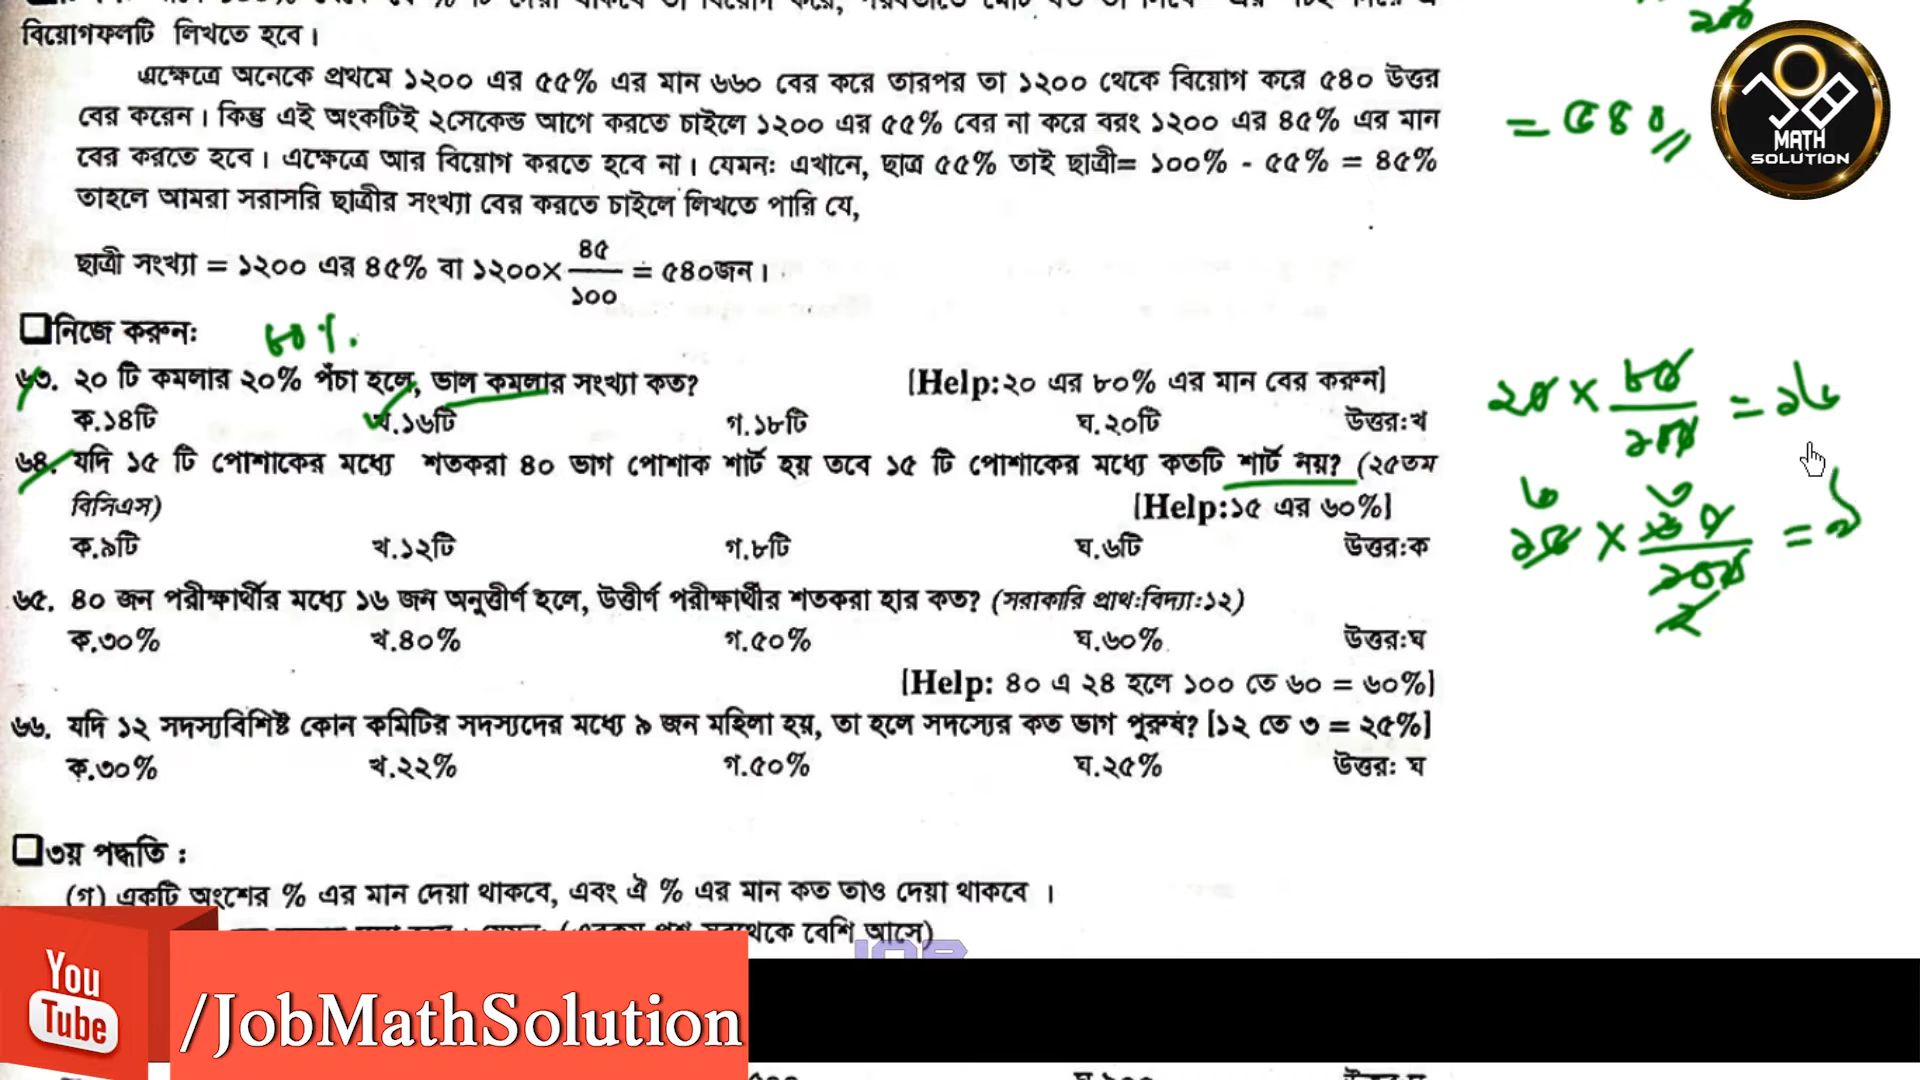 বিয়োগফলটি লিখতে হবে।
এক্ষেত্রে অনেকে প্রথমে ১২০০ এর ৫৫% এর মান ৬৬০ বের করে তারপর তা ১২০০ থেকে বিয়োগ করে ৫৪০ উত্তর
বের করেন। কিন্তু এই অংকটিই ২সেকেন্ড আগে করতে চাইলে ১২০০ এর ৫৫% বের না করে বরং ১২০০ এর ৪৫% এর মান
বের করতে হবে। এক্ষেত্রে আর বিয়োগ করতে হবে না। যেমন: এখানে, ছাত্র ৫৫% তাই ছাত্রী= ১০০% - ৫৫% = ৪৫%
তাহলে আমরা সরাসরি ছাত্রীর সংখ্যা বের করতে চাইলে লিখতে পারি যে,
= ৫৪০
MATH
SOLUTION
ছাত্রী সংখ্যা = ১২০০ এর ৪৫% বা ১২০০× ৪৫/১০০ = ৫৪০জন।
নিজে করুন:
৮০%
৬৩. ২০ টি কমলার ২০% পঁচা হলে, ভাল কমলার সংখ্যা কত? [Help:২০ এর ৮০% এর মান বের করুন]
ক.১৪টি খ.১৬টি গ.১৮টি ঘ.২০টি উত্তর:খ
২০ × ৮০/১০০ = ১৬
৬৪. যদি ১৫ টি পোশাকের মধ্যে শতকরা ৪০ ভাগ পোশাক শার্ট হয় তবে ১৫ টি পোশাকের মধ্যে কতটি শার্ট নয়? (২৫তম
বিসিএস) [Help:১৫ এর ৬০%]
ক.৯টি খ.১২টি গ.৮টি ঘ.৬টি উত্তর:ক
৬৫. ৪০ জন পরীক্ষার্থীর মধ্যে ১৬ জন অনুত্তীর্ণ হলে, উত্তীর্ণ পরীক্ষার্থীর শতকরা হার কত? (সরকারি প্রাথ:বিদ্যা:১২)
ক.৩০% খ.৪০% গ.৫০% ঘ.৬০% উত্তর:ঘ
[Help: ৪০ এ ২৪ হলে ১০০ তে ৬০ = ৬০%]
৬৬. যদি ১২ সদস্যবিশিষ্ট কোন কমিটির সদস্যদের মধ্যে ৯ জন মহিলা হয়, তা হলে সদস্যের কত ভাগ পুরুষ? [১২ তে ৩ = ২৫%]
ক.৩০% খ.২২% গ.৫০% ঘ.২৫% উত্তর: ঘ
৩য় পদ্ধতি :
(গ) একটি অংশের % এর মান দেয়া থাকবে, এবং ঐ % এর মান কত তাও দেয়া থাকবে ।
থেকে বেশি আসে)
You
Tube
/JobMathSolution